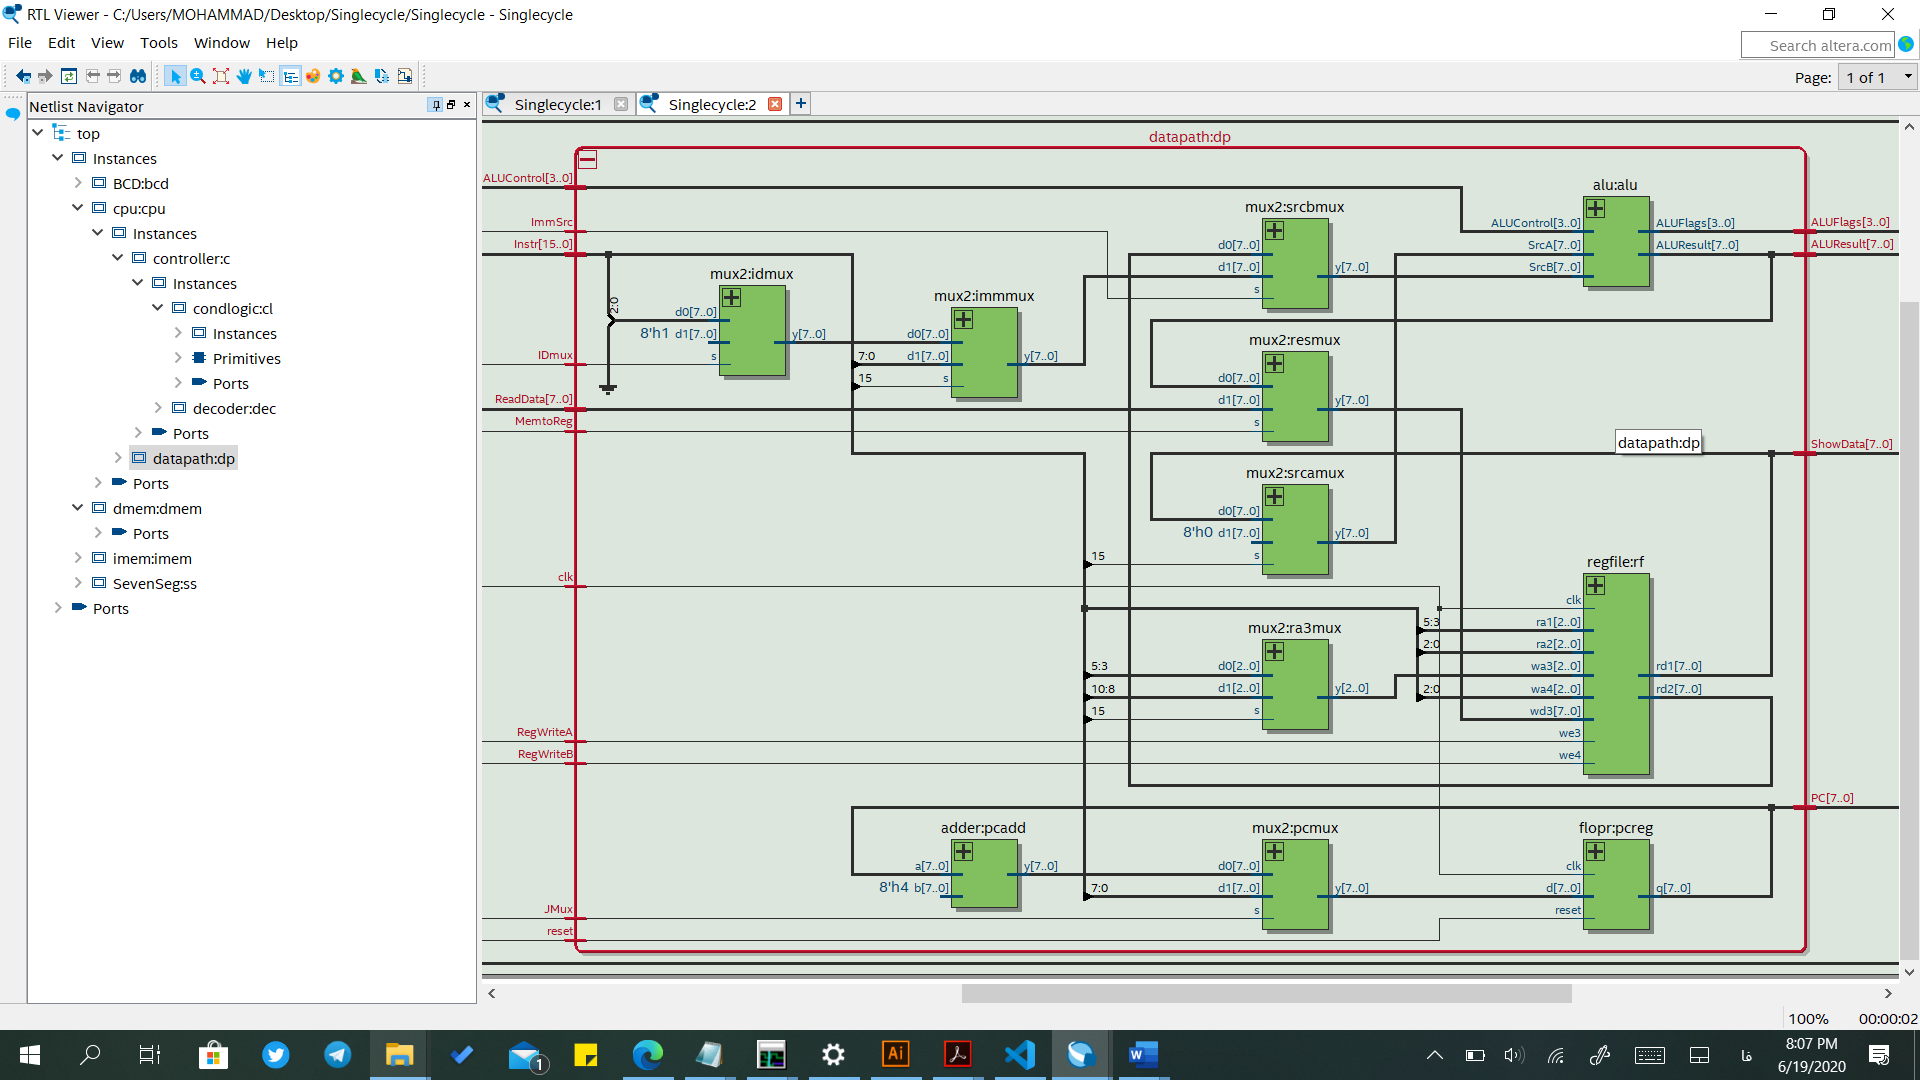 RTL Viewer - C:/Users/MOHAMMAD/Desktop/Singlecycle/Singlecycle - Singlecycle
File Edit View Tools Window Help
Search altera.com
Page: 1 of 1
Netlist Navigator
top
Instances
BCD:bcd
cpu:cpu
Instances
controller:c
Instances
condlogic:cl
Instances
Primitives
Ports
decoder:dec
Ports
datapath:dp
Ports
dmem:dmem
Ports
imem:imem
SevenSeg:ss
Ports
Singlecycle:1
Singlecycle:2
datapath:dp
ALUControl[3..0]
ImmSrc
Instr[15..0]
IDmux
ReadData[7..0]
MemtoReg
clk
RegWriteA
RegWriteB
JMux
reset
2:0
mux2:idmux
d0[7..0]
8'h1 d1[7..0]
s
y[7..0]
mux2:immmux
d0[7..0]
7:0 d1[7..0]
15 s
y[7..0]
mux2:srcbmux
d0[7..0]
d1[7..0]
s
y[7..0]
mux2:resmux
d0[7..0]
d1[7..0]
s
y[7..0]
mux2:srcamux
d0[7..0]
8'h0 d1[7..0]
15 s
y[7..0]
mux2:ra3mux
5:3 d0[2..0]
10:8 d1[2..0]
15 s
y[2..0]
adder:pcadd
a[7..0]
8'h4 b[7..0]
y[7..0]
mux2:pcmux
d0[7..0]
7:0 d1[7..0]
s
y[7..0]
alu:alu
ALUControl[3..0]
SrcA[7..0]
SrcB[7..0]
ALUFlags[3..0]
ALUResult[7..0]
regfile:rf
clk
5:3 ra1[2..0]
2:0 ra2[2..0]
wa3[2..0]
2:0 wa4[2..0]
wd3[7..0]
we3
we4
rd1[7..0]
rd2[7..0]
flopr:pcreg
clk
d[7..0]
reset
q[7..0]
ALUFlags[3..0]
ALUResult[7..0]
datapath:dp
ShowData[7..0]
PC[7..0]
100% 00:00:02
1
Ai
W
فا
8:07 PM
6/19/2020